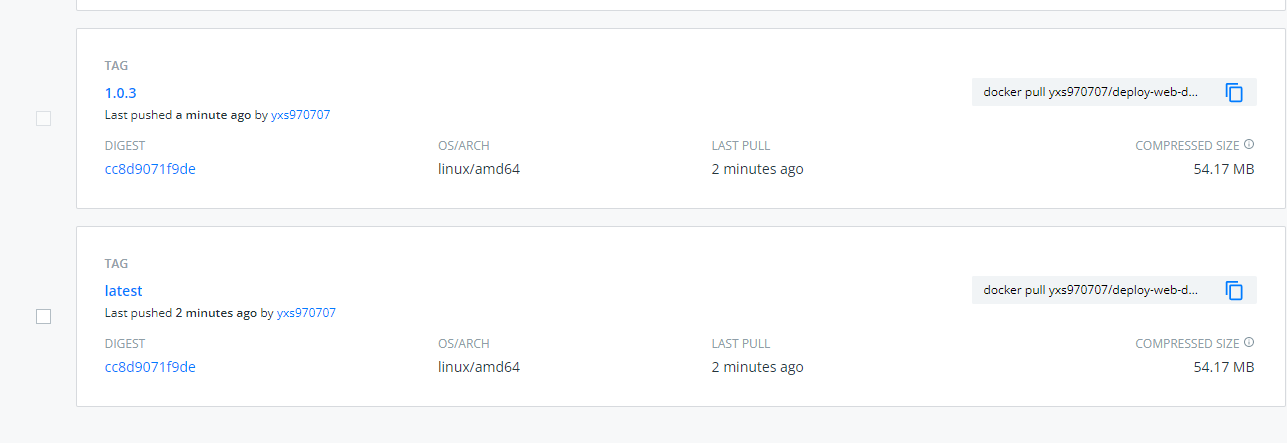 TAG
1.0.3
docker pull yxs970707/deploy-web-d...
Last pushed a minute ago by yxs970707
DIGEST OS/ARCH LAST PULL COMPRESSED SIZE
cc8d9071f9de linux/amd64 2 minutes ago 54.17 MB
TAG
latest
docker pull yxs970707/deploy-web-d...
Last pushed 2 minutes ago by yxs970707
DIGEST OS/ARCH LAST PULL COMPRESSED SIZE
cc8d9071f9de linux/amd64 2 minutes ago 54.17 MB